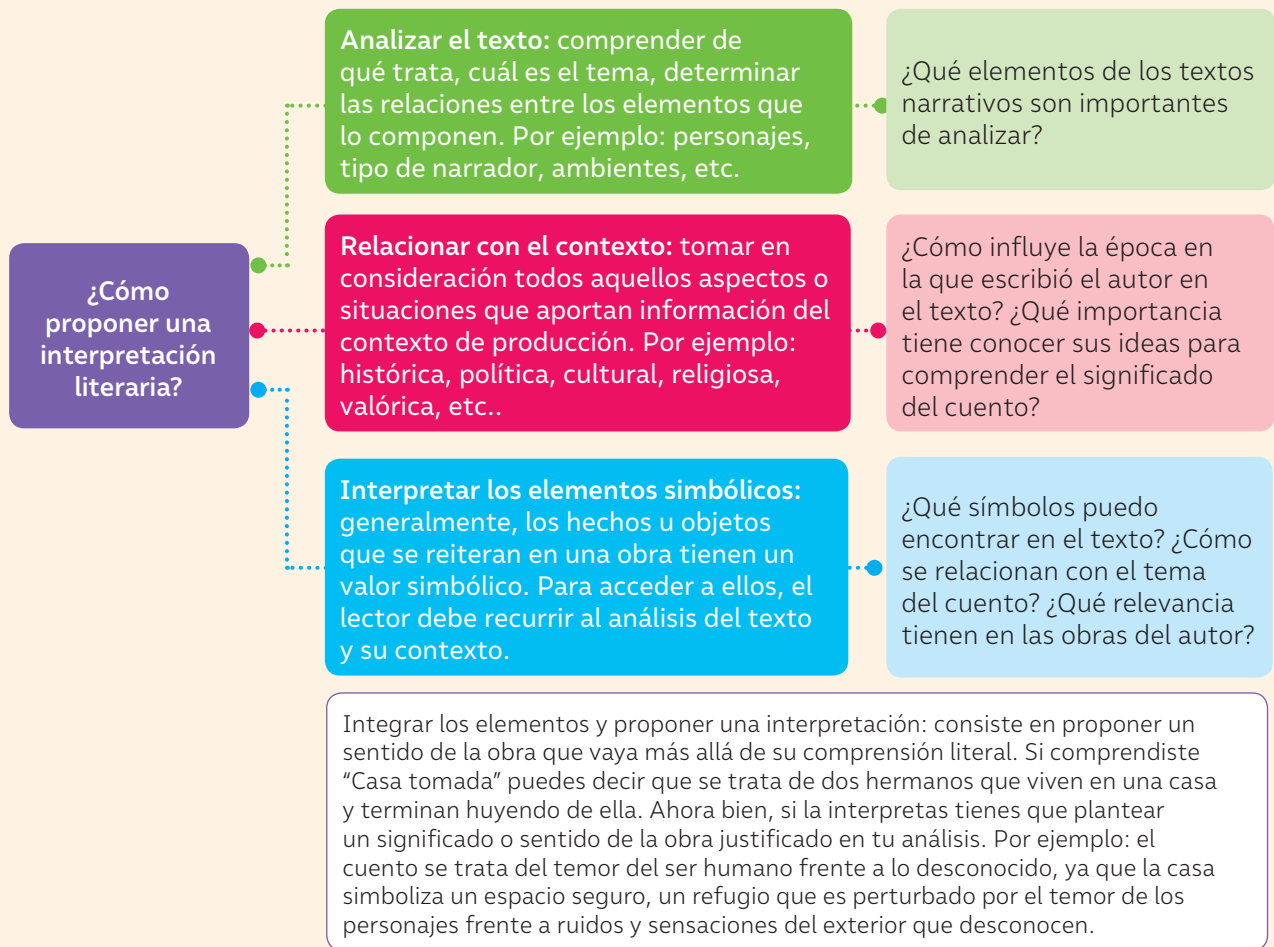 ¿Cómo
proponer una
interpretación
literaria?
Analizar el texto: comprender de
qué trata, cuál es el tema, determinar
las relaciones entre los elementos que
lo componen. Por ejemplo: personajes,
tipo de narrador, ambientes, etc.
¿Qué elementos de los textos
narrativos son importantes
de analizar?
Relacionar con el contexto: tomar en
consideración todos aquellos aspectos o
situaciones que aportan información del
contexto de producción. Por ejemplo:
histórica, política, cultural, religiosa,
valórica, etc..
¿Cómo influye la época en
la que escribió el autor en
el texto? ¿Qué importancia
tiene conocer sus ideas para
comprender el significado
del cuento?
Interpretar los elementos simbólicos:
generalmente, los hechos u objetos
que se reiteran en una obra tienen un
valor simbólico. Para acceder a ellos, el
lector debe recurrir al análisis del texto
y su contexto.
¿Qué símbolos puedo
encontrar en el texto? ¿Cómo
se relacionan con el tema
del cuento? ¿Qué relevancia
tienen en las obras del autor?
Integrar los elementos y proponer una interpretación: consiste en proponer un
sentido de la obra que vaya más allá de su comprensión literal. Si comprendiste
“Casa tomada” puedes decir que se trata de dos hermanos que viven en una casa
y terminan huyendo de ella. Ahora bien, si la interpretas tienes que plantear
un significado o sentido de la obra justificado en tu análisis. Por ejemplo: el
cuento se trata del temor del ser humano frente a lo desconocido, ya que la casa
simboliza un espacio seguro, un refugio que es perturbado por el temor de los
personajes frente a ruidos y sensaciones del exterior que desconocen.